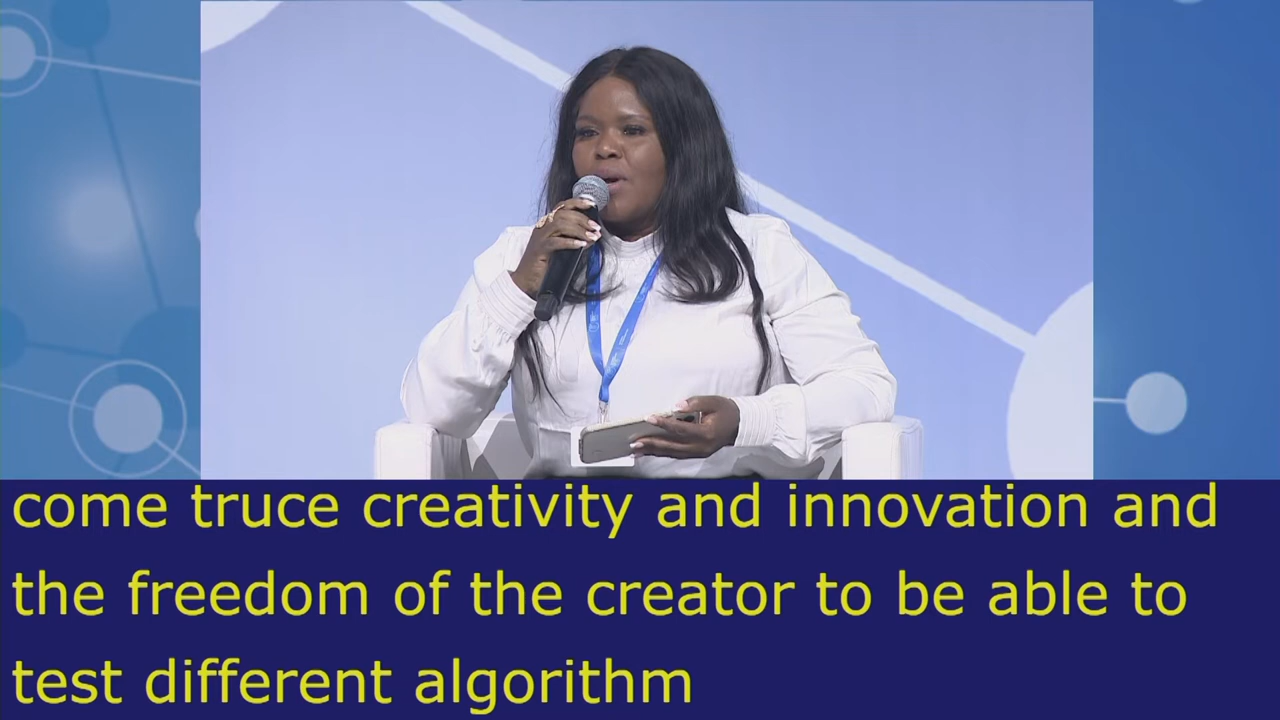 come truce creativity and innovation and
the freedom of the creator to be able to
test different algorithm